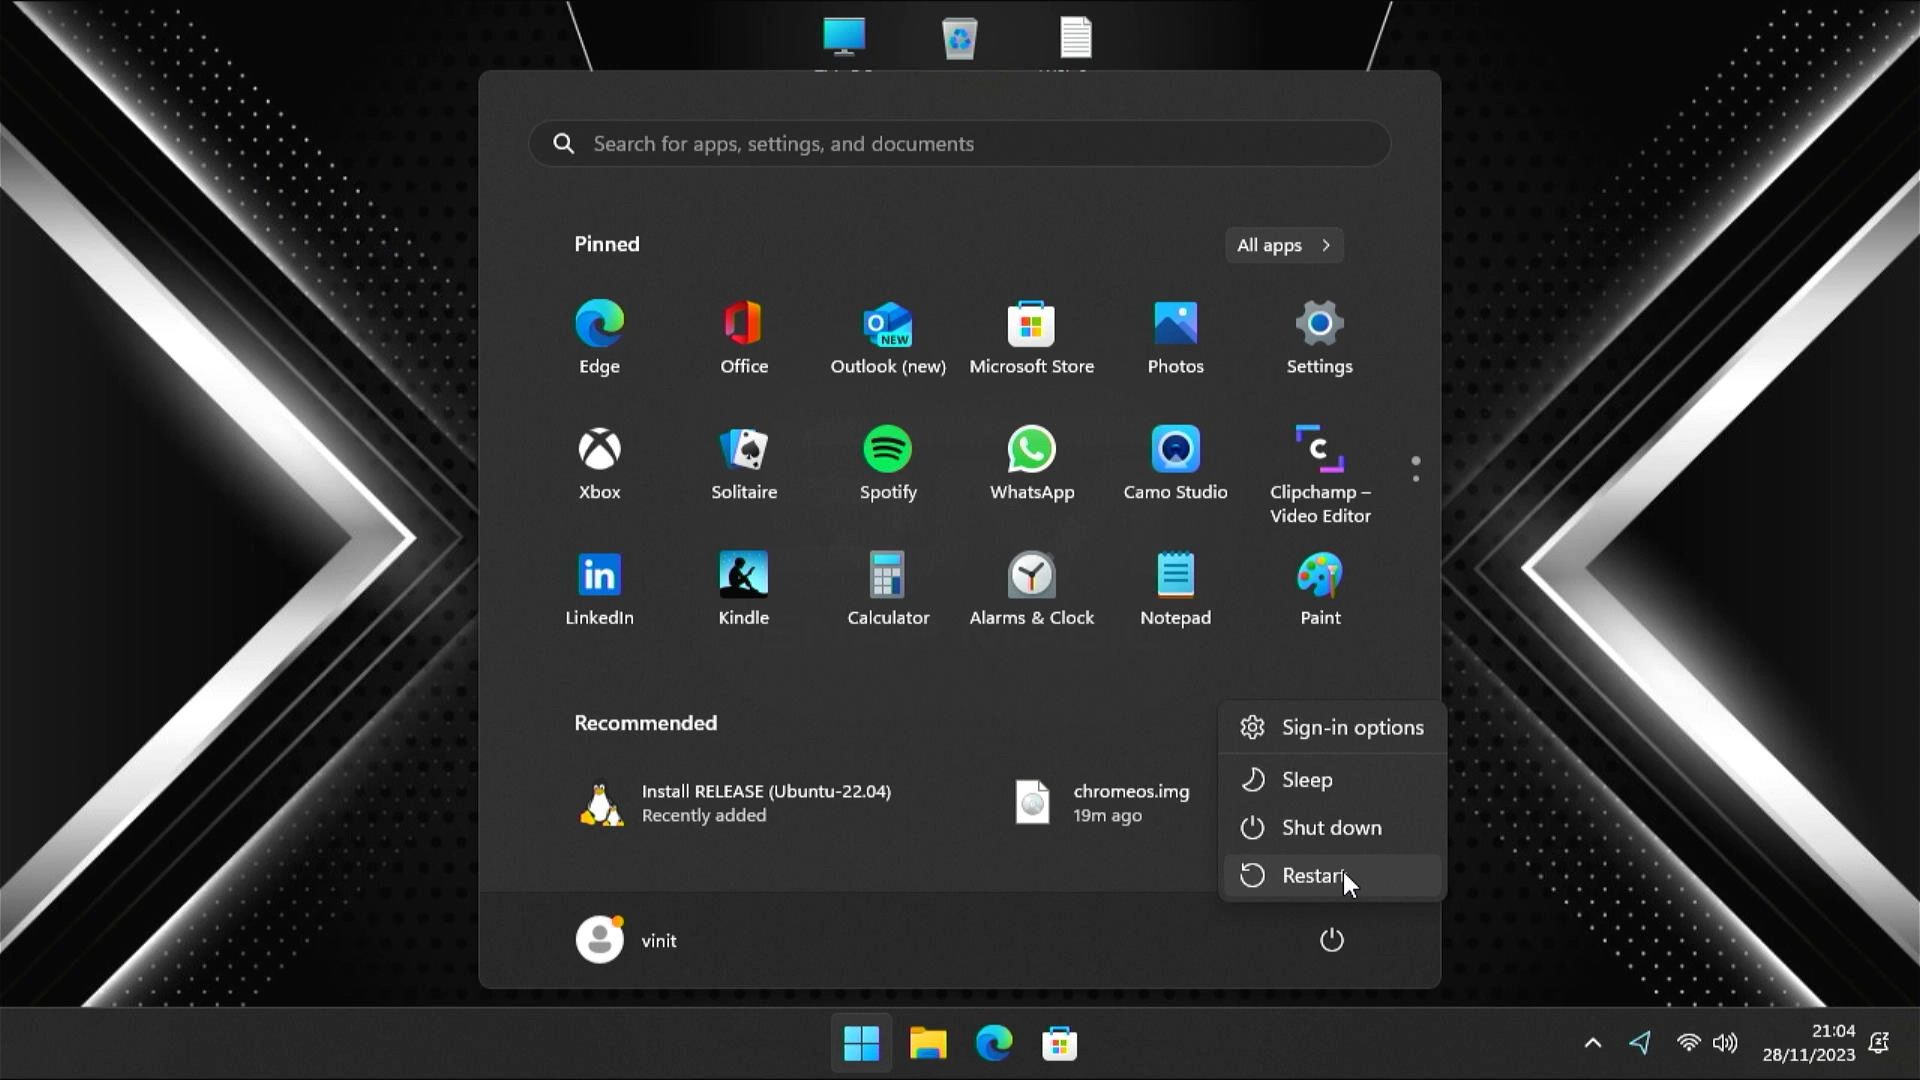 Search for apps, settings, and documents
Pinned
All apps
Edge
Office
NEW
Outlook (new)
Microsoft Store
Photos
Settings
Xbox
Solitaire
Spotify
WhatsApp
Camo Studio
Clipchamp –
Video Editor
in
LinkedIn
Kindle
Calculator
Alarms & Clock
Notepad
Paint
Recommended
Install RELEASE (Ubuntu-22.04)
Recently added
chromeos.img
19m ago
Sign-in options
Sleep
Shut down
Restart
vinit
21:04
28/11/2023